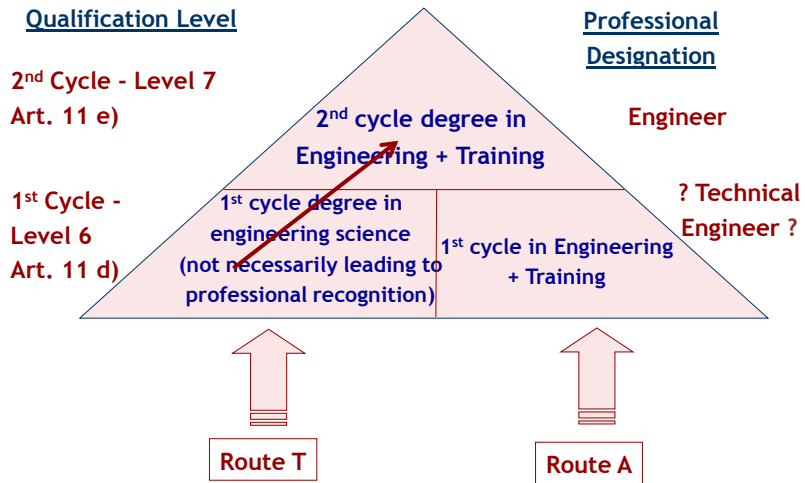 Qualification Level
Professional
Designation
2nd Cycle - Level 7
Art. 11 e)
2nd cycle degree in
Engineering + Training
Engineer
1st Cycle -
Level 6
Art. 11 d)
1st cycle degree in
engineering science
(not necessarily leading to
professional recognition)
1st cycle in Engineering
+ Training
? Technical
Engineer ?
Route T
Route A